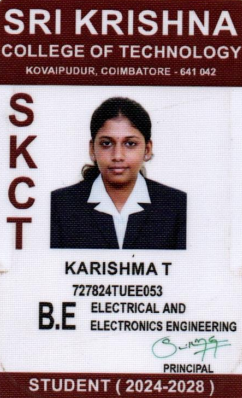 SRI KRISHNA
COLLEGE OF TECHNOLOGY
KOVAIPUDUR, COIMBATORE - 641 042
SKCT
KARISHMA T
727824TUEE053
B.E ELECTRICAL AND
ELECTRONICS ENGINEERING
PRINCIPAL
STUDENT ( 2024-2028 )